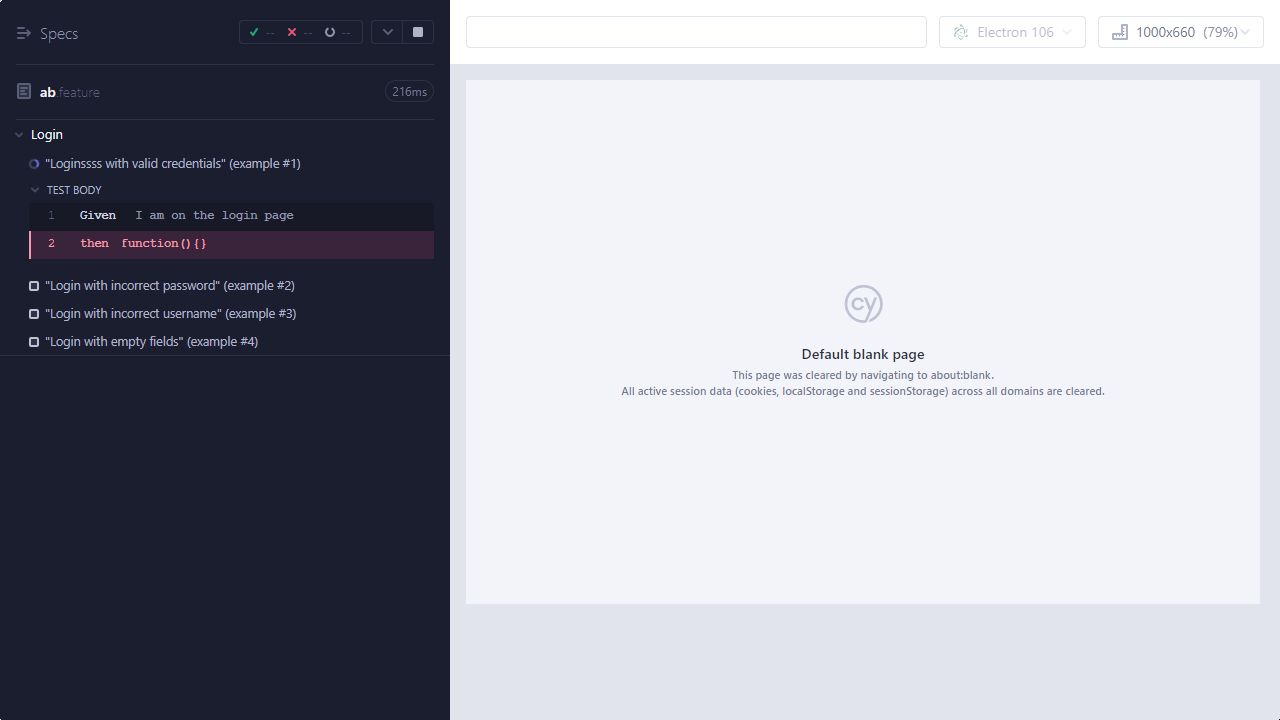 Specs
--
--
--
Electron 106
1000x660 (79%)
ab.feature
216ms
Login
"Loginssss with valid credentials" (example #1)
TEST BODY
1 Given I am on the login page
2 then function(){}
"Login with incorrect password" (example #2)
"Login with incorrect username" (example #3)
"Login with empty fields" (example #4)
cy
Default blank page
This page was cleared by navigating to about:blank.
All active session data (cookies, localStorage and sessionStorage) across all domains are cleared.